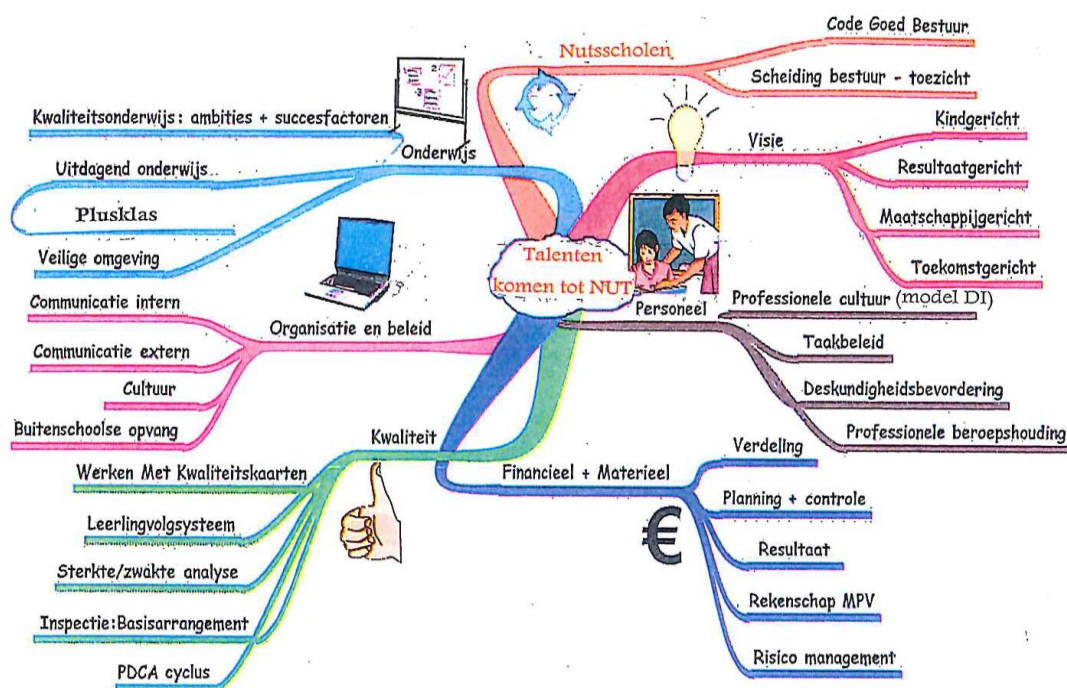 Talenten
komen tot NUT
Nutsscholen
Code Goed Bestuur
Scheiding bestuur - toezicht
Visie
Kindgericht
Resultaatgericht
Maatschappijgericht
Toekomstgericht
Personeel
Professionele cultuur (model DI)
Taakbeleid
Deskundigheidsbevordering
Professionele beroepshouding
Financieel + Materieel
€
Verdeling
Planning + controle
Resultaat
Rekenschap MPV
Risico management
Kwaliteit
Werken Met Kwaliteitskaarten
Leerlingvolgsysteem
Sterkte/zwakte analyse
Inspectie:Basisarrangement
PDCA cyclus
Organisatie en beleid
Communicatie intern
Communicatie extern
Cultuur
Buitenschoolse opvang
Onderwijs
Kwaliteitsonderwijs: ambities + succesfactoren
Uitdagend onderwijs
Plusklas
Veilige omgeving